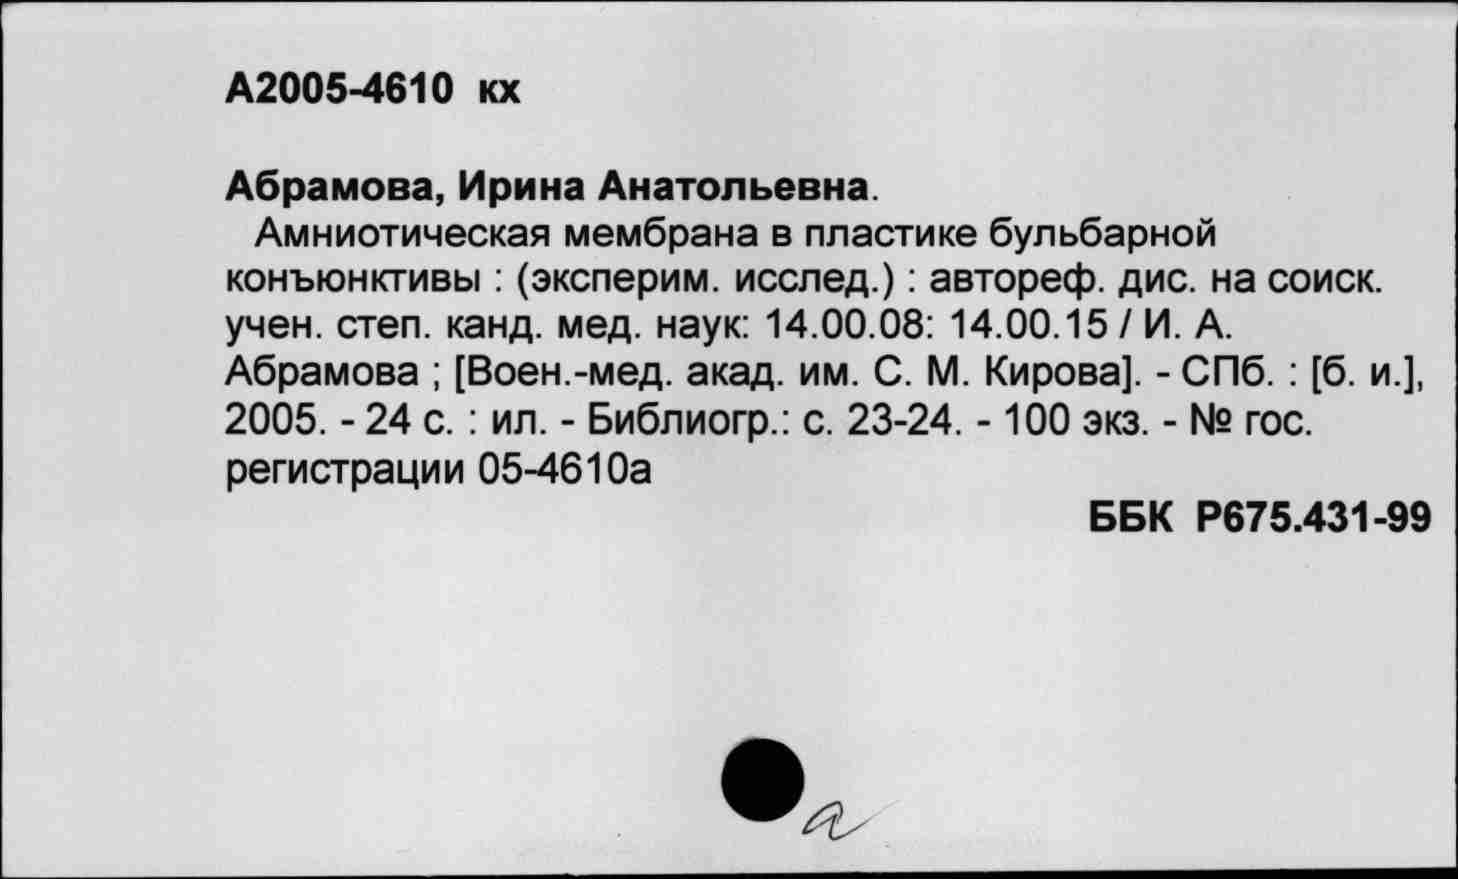 А2005-4610 кх
Абрамова, Ирина Анатольевна.
Амниотическая мембрана в пластике бульбарной
конъюнктивы : (эксперим. исслед.) : автореф. дис. на соиск.
учен. степ. канд. мед. наук: 14.00.08: 14.00.15 / И. А.
Абрамова ; [Воен.-мед. акад. им. С. М. Кирова]. - СПб. : [б. и.],
2005. - 24 с. : ил. - Библиогр.: с. 23-24. - 100 экз. - № гос.
регистрации 05-4610а
ББК Р675.431-99
а